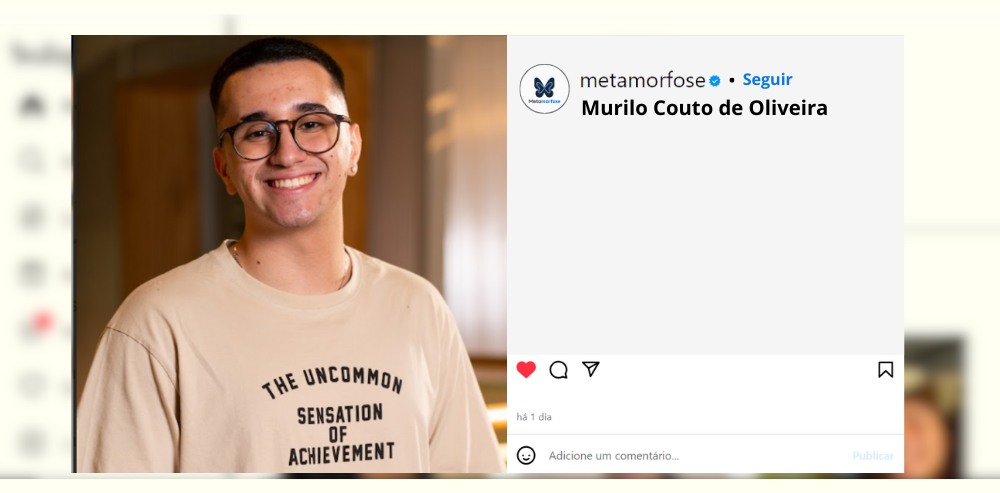 metamorfose • Seguir
Murilo Couto de Oliveira
Metamorfose
THE UNCOMMON
SENSATION
OF
ACHIEVEMENT
há 1 dia
Adicione um comentário... Publicar